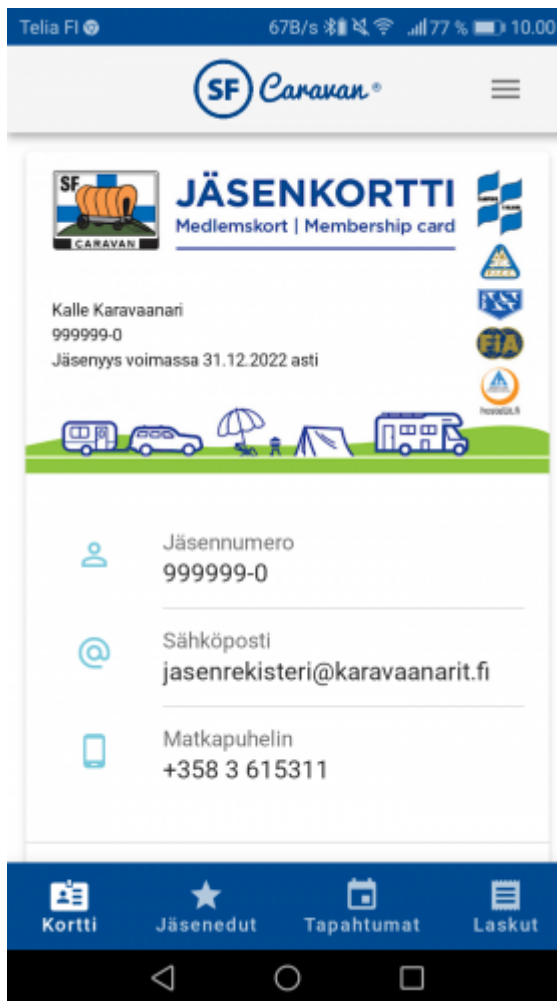 Telia FI 67B/s 77 % 10.00
SF Caravan ®
SF
CARAVAN
JÄSENKORTTI
Medlemskort | Membership card
Kalle Karavaanari
999999-0
Jäsenyys voimassa 31.12.2022 asti
FIA
hostellit.fi
Jäsennumero
999999-0
Sähköposti
jasenrekisteri@karavaanarit.fi
Matkapuhelin
+358 3 615311
Kortti Jäsenedut Tapahtumat Laskut